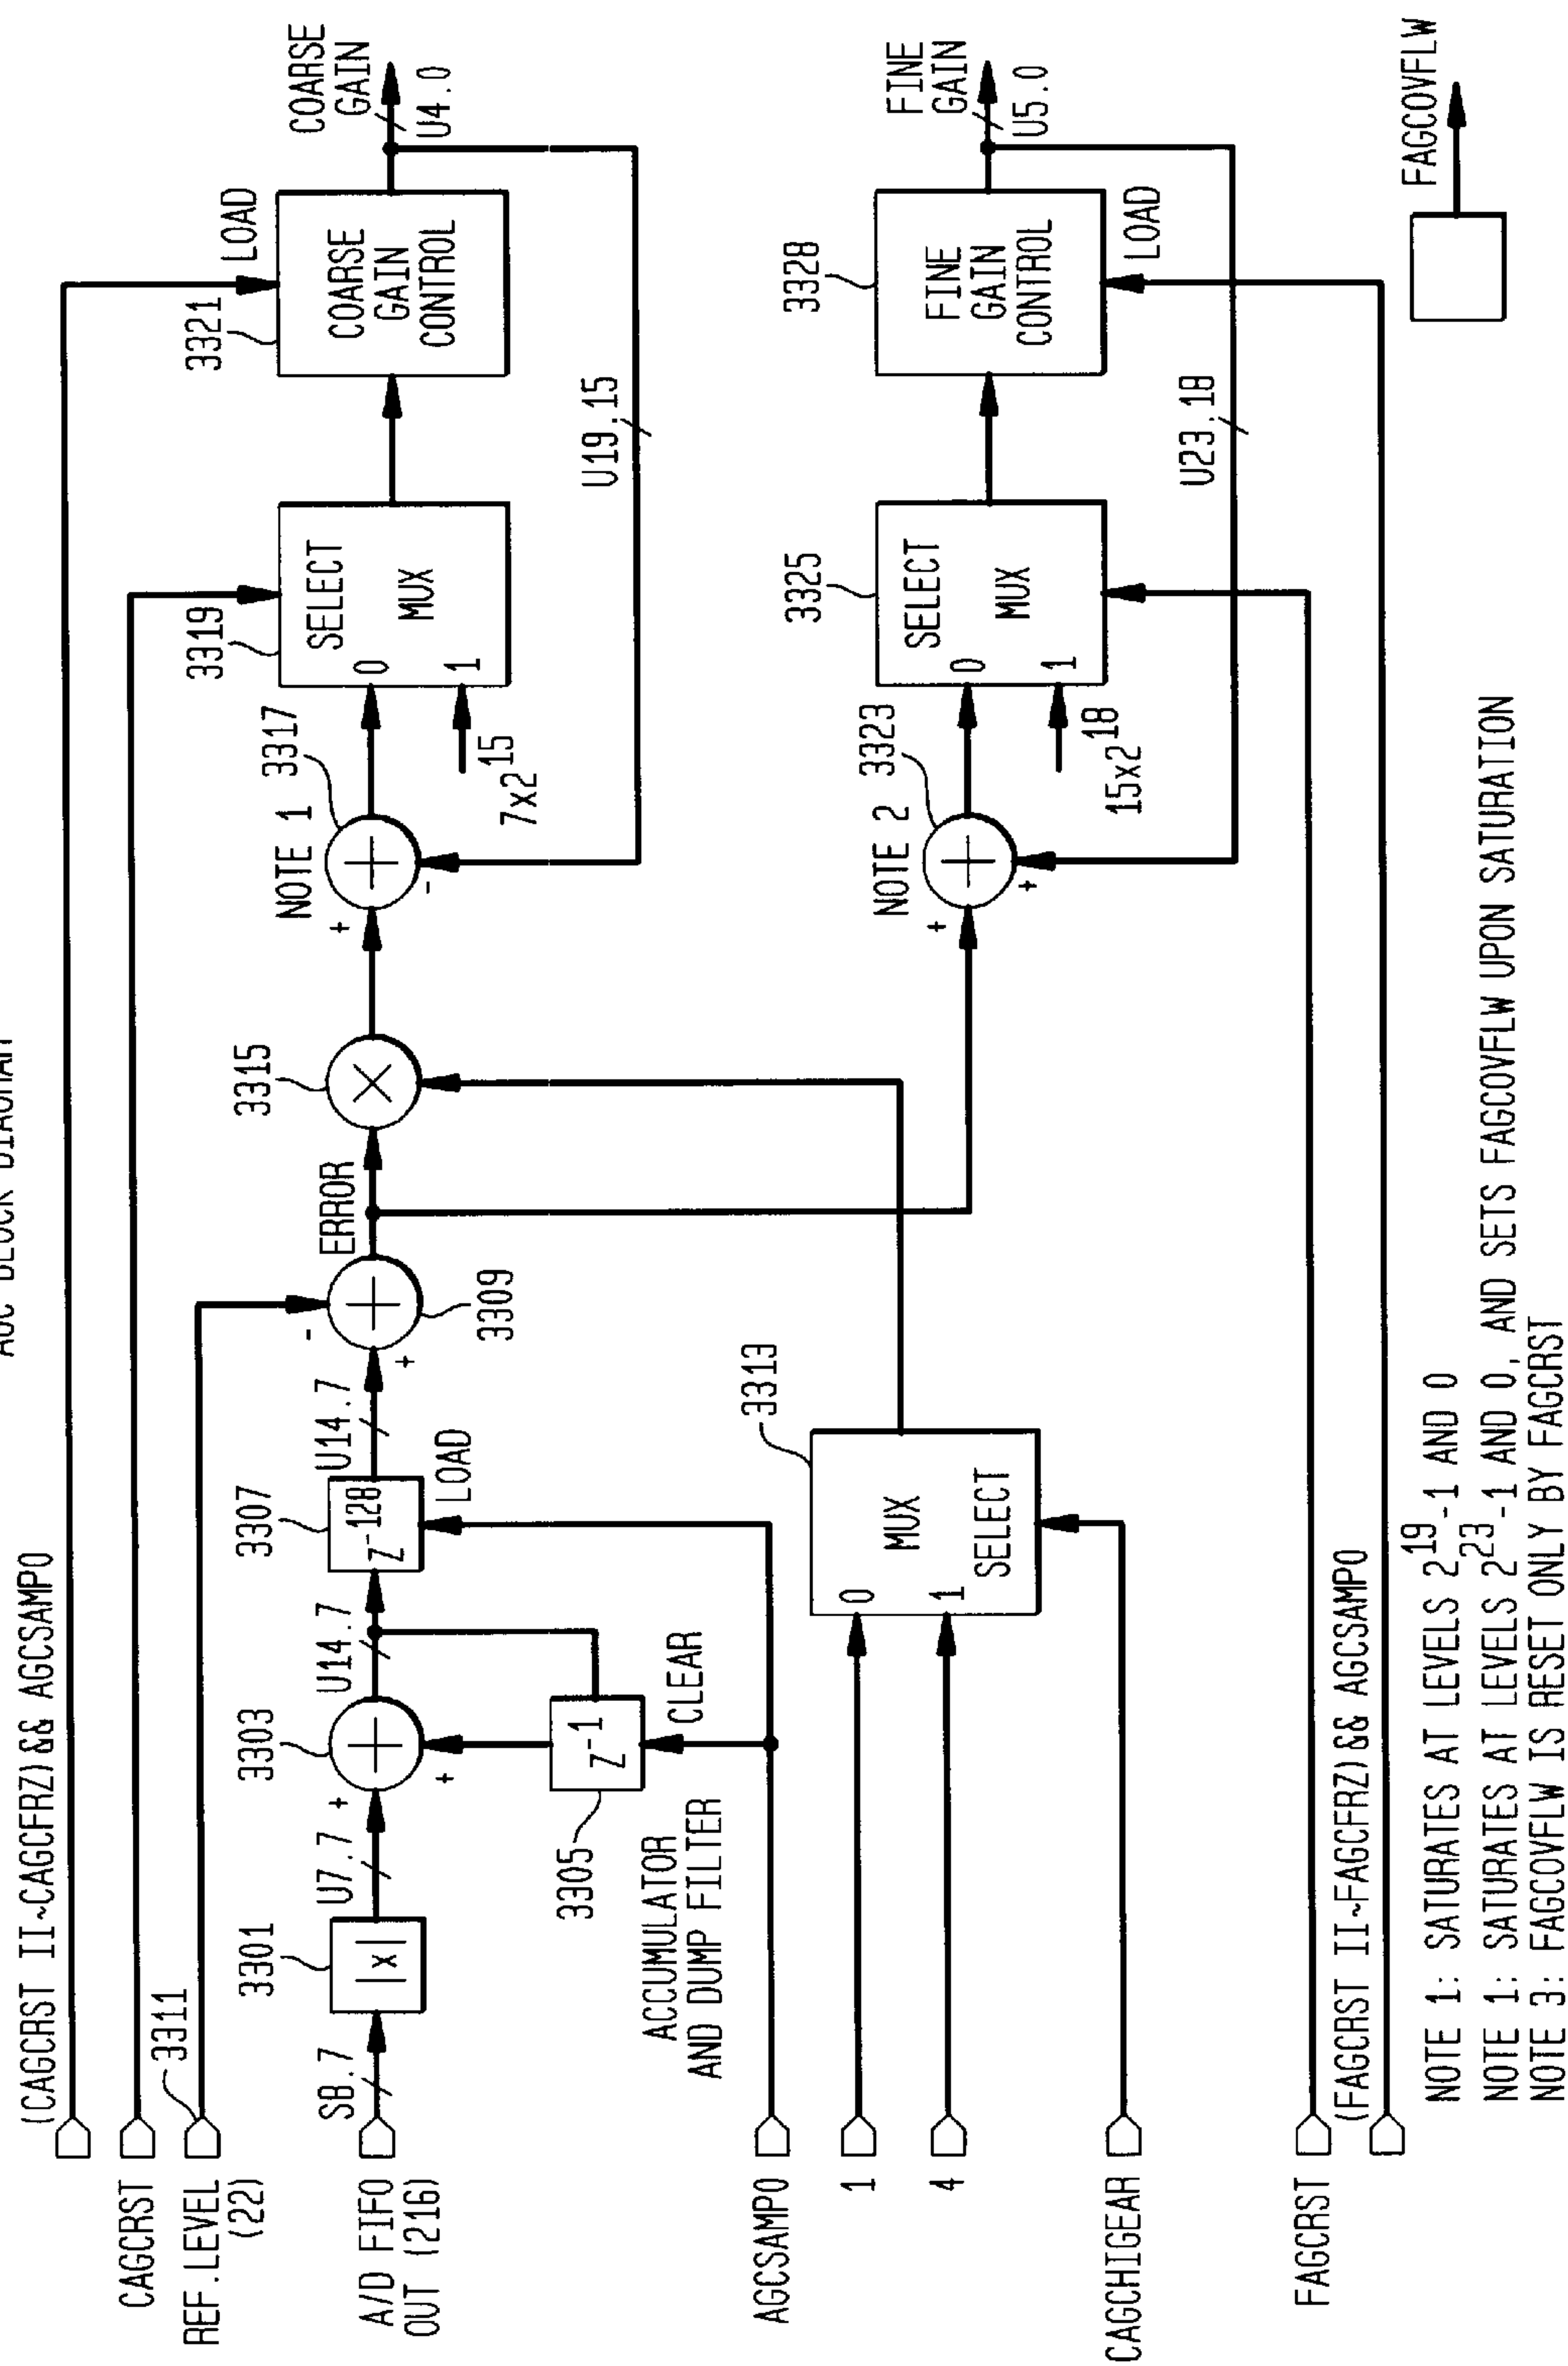 (CAGCRST II~CAGCFRZ)&& AGCSAMPO
CAGCRST
REF.LEVEL
(22)
3311
A/D FIFO
OUT (216)
SB.7
3301
|x|
U7.7
+
3303
+
U14.7
3305
Z-1
CLEAR
ACCUMULATOR
AND DUMP FILTER
3307
Z-128
LOAD
U14.7
-
+
3309
ERROR
3315
NOTE 1
3317
+
-
7x2 15
3319
SELECT
0
1
MUX
3321
LOAD
COARSE
GAIN
CONTROL
COARSE
GAIN
U4.0
U19.15
AGCSAMPO
1
4
CAGCHIGEAR
3313
0
1
MUX
SELECT
NOTE 2
3323
+
+
15x2 18
3325
SELECT
0
1
MUX
3328
FINE
GAIN
CONTROL
LOAD
FINE
GAIN
U5.0
U23.18
FAGCRST
(FAGCRST II~FAGCFRZ)&& AGCSAMPO
FAGCOVFLW
NOTE 1: SATURATES AT LEVELS 2 19-1 AND 0
NOTE 1: SATURATES AT LEVELS 2 23-1 AND 0, AND SETS FAGCOVFLW UPON SATURATION
NOTE 3: FAGCOVFLW IS RESET ONLY BY FAGCRST